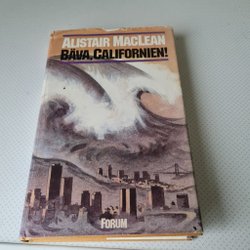 ALISTAIR MACLEAN
BÄVA, CALIFORNIEN!
FORUM